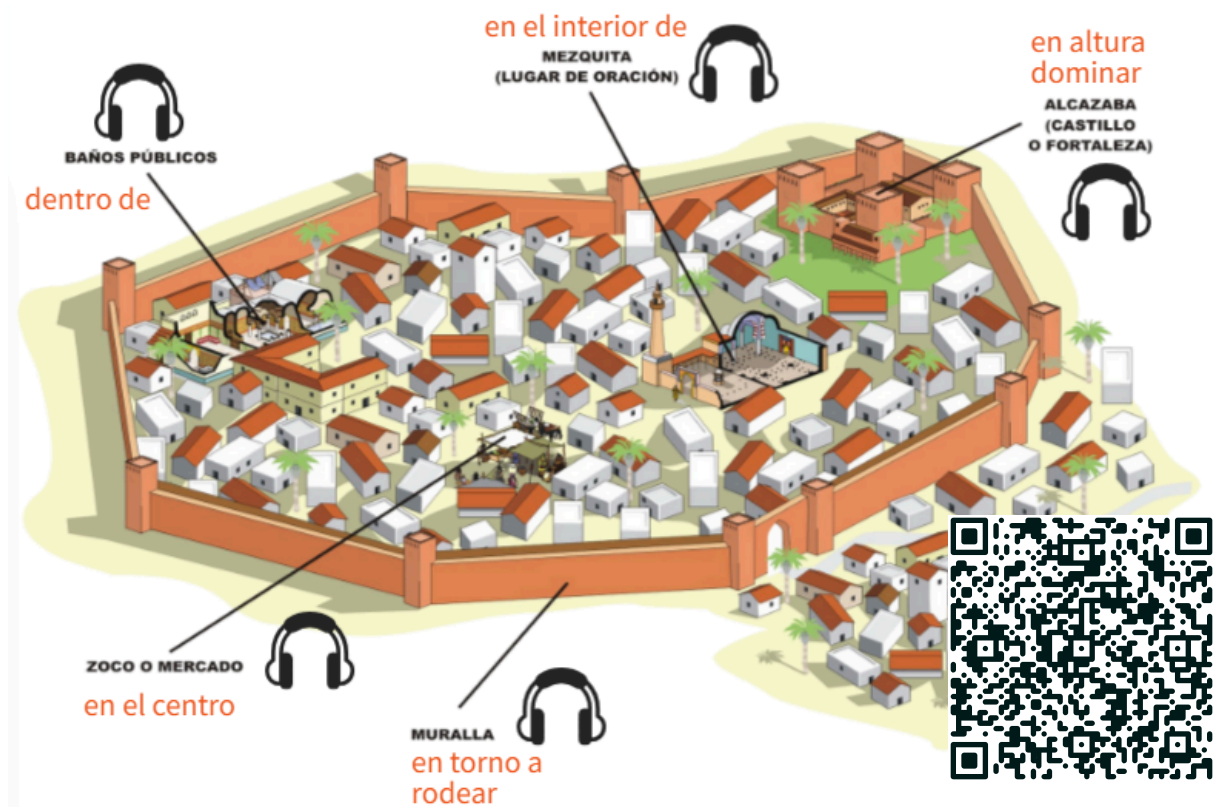 en el interior de
MEZQUITA
(LUGAR DE ORACIÓN)
en altura
dominar
ALCAZABA
(CASTILLO
O FORTALEZA)
BAÑOS PÚBLICOS
dentro de
ZOCO O MERCADO
en el centro
MURALLA
en torno a
rodear